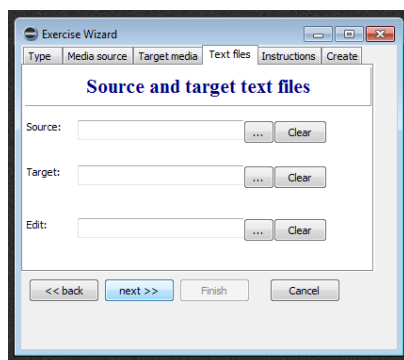 Exercise Wizard
Type Media source Target media Text files Instructions Create
Source and target text files
Source: ... Clear
Target: ... Clear
Edit: ... Clear
<< back next >> Finish Cancel